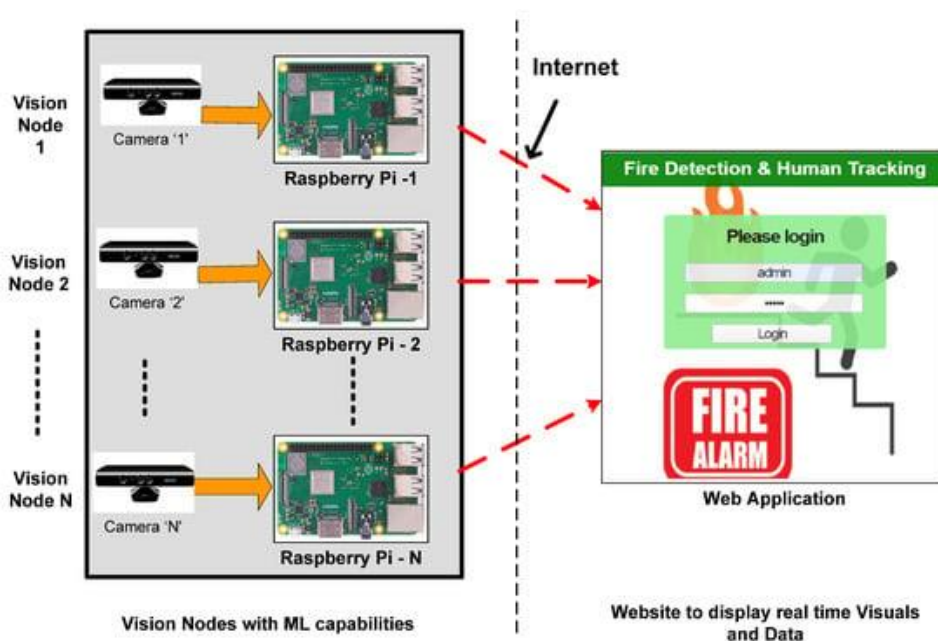 Vision
Node
1
Camera '1'
Raspberry Pi -1
Internet
Vision
Node 2
Camera '2'
Raspberry Pi - 2
Vision
Node N
Camera 'N'
Raspberry Pi - N
Vision Nodes with ML capabilities
Fire Detection & Human Tracking
Please login
admin
•••••
Login
FIRE
ALARM
Web Application
Website to display real time Visuals
and Data